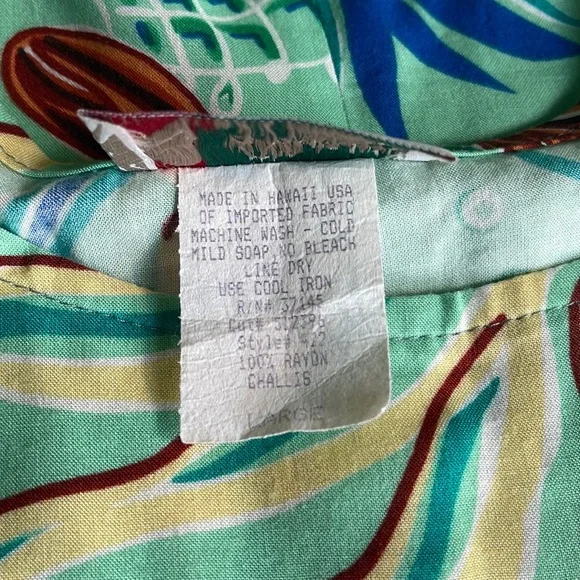 MADE IN HAWAII USA
OF IMPORTED FABRIC
MACHINE WASH - COLD
MILD SOAP, NO BLEACH
LINE DRY
USE COOL IRON
R/N# 37145
Cut#
Style#
100% RAYON
CHALLIS
LARGE